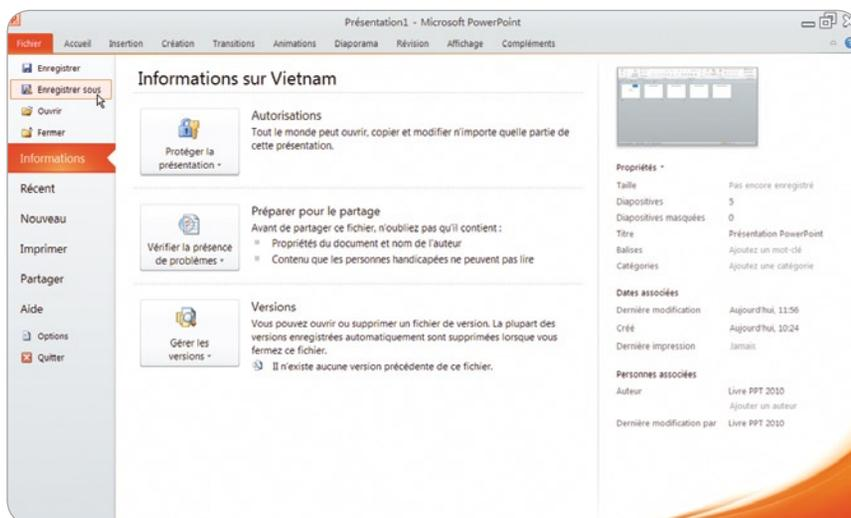 Présentation1 - Microsoft PowerPoint
Fichier Accueil Insertion Création Transitions Animations Diaporama Révision Affichage Compléments
Enregistrer
Enregistrer sous
Ouvrir
Fermer
Informations
Récent
Nouveau
Imprimer
Partager
Aide
Options
Quitter
Informations sur Vietnam
Protéger la
présentation
Autorisations
Tout le monde peut ouvrir, copier et modifier n'importe quelle partie de
cette présentation.
Vérifier la présence
de problèmes
Préparer pour le partage
Avant de partager ce fichier, n'oubliez pas qu'il contient :
Propriétés du document et nom de l'auteur
Contenu que les personnes handicapées ne peuvent pas lire
Gérer les
versions
Versions
Vous pouvez ouvrir ou supprimer un fichier de version. La plupart des
versions enregistrées automatiquement sont supprimées lorsque vous
fermez ce fichier.
Il n'existe aucune version précédente de ce fichier.
Propriétés
Taille Pas encore enregistré
Diapositives 5
Diapositives masquées 0
Titre Présentation PowerPoint
Balises Ajoutez un mot-clé
Catégories Ajoutez une catégorie
Dates associées
Dernière modification Aujourd'hui, 11:56
Créé Aujourd'hui, 10:24
Dernière impression Jamais
Personnes associées
Auteur Livre PPT 2010
Ajouter un auteur
Dernière modification par Livre PPT 2010